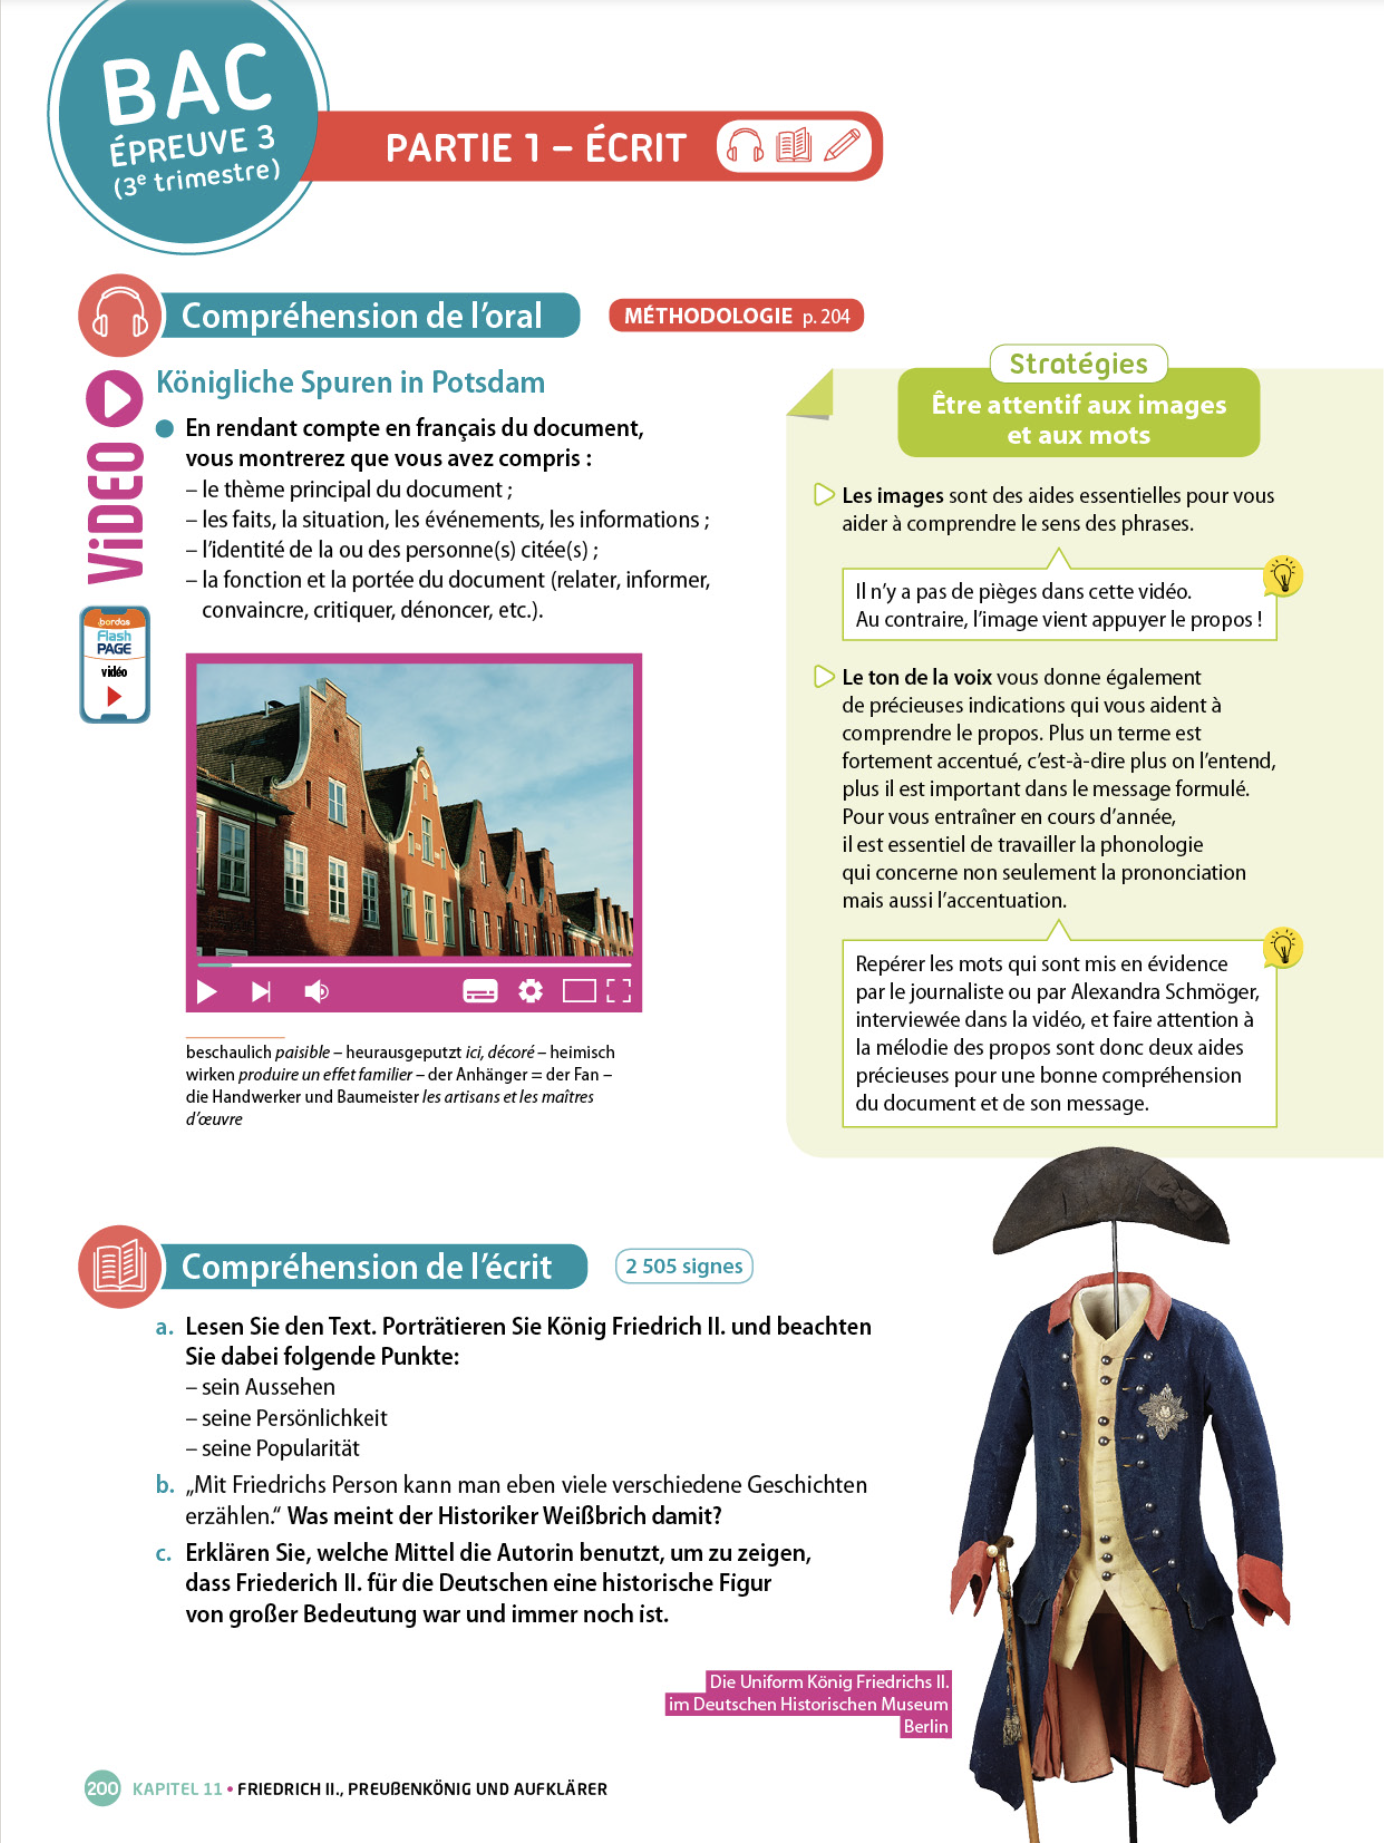 BAC
ÉPREUVE 3
(3e trimestre)
PARTIE 1 – ÉCRIT
Compréhension de l'oral
MÉTHODOLOGIE p. 204
ViDEO
.bordas
Flash
PAGE
vidéo
Königliche Spuren in Potsdam
En rendant compte en français du document,
vous montrerez que vous avez compris :
– le thème principal du document ;
– les faits, la situation, les événements, les informations ;
– l'identité de la ou des personne(s) citée(s) ;
– la fonction et la portée du document (relater, informer,
convaincre, critiquer, dénoncer, etc.).
beschaulich paisible – heurausgeputzt ici, décoré – heimisch
wirken produire un effet familier – der Anhänger = der Fan –
die Handwerker und Baumeister les artisans et les maîtres
d'œuvre
Stratégies
Être attentif aux images
et aux mots
Les images sont des aides essentielles pour vous
aider à comprendre le sens des phrases.
Il n'y a pas de pièges dans cette vidéo.
Au contraire, l'image vient appuyer le propos !
Le ton de la voix vous donne également
de précieuses indications qui vous aident à
comprendre le propos. Plus un terme est
fortement accentué, c'est-à-dire plus on l'entend,
plus il est important dans le message formulé.
Pour vous entraîner en cours d'année,
il est essentiel de travailler la phonologie
qui concerne non seulement la prononciation
mais aussi l'accentuation.
Repérer les mots qui sont mis en évidence
par le journaliste ou par Alexandra Schmöger,
interviewée dans la vidéo, et faire attention à
la mélodie des propos sont donc deux aides
précieuses pour une bonne compréhension
du document et de son message.
Compréhension de l'écrit
2 505 signes
a. Lesen Sie den Text. Porträtieren Sie König Friedrich II. und beachten
Sie dabei folgende Punkte:
– sein Aussehen
– seine Persönlichkeit
– seine Popularität
b. „Mit Friedrichs Person kann man eben viele verschiedene Geschichten
erzählen.“ Was meint der Historiker Weißbrich damit?
c. Erklären Sie, welche Mittel die Autorin benutzt, um zu zeigen,
dass Friederich II. für die Deutschen eine historische Figur
von großer Bedeutung war und immer noch ist.
Die Uniform König Friedrichs II.
im Deutschen Historischen Museum
Berlin
200 KAPITEL 11 • FRIEDRICH II., PREUßENKÖNIG UND AUFKLÄRER